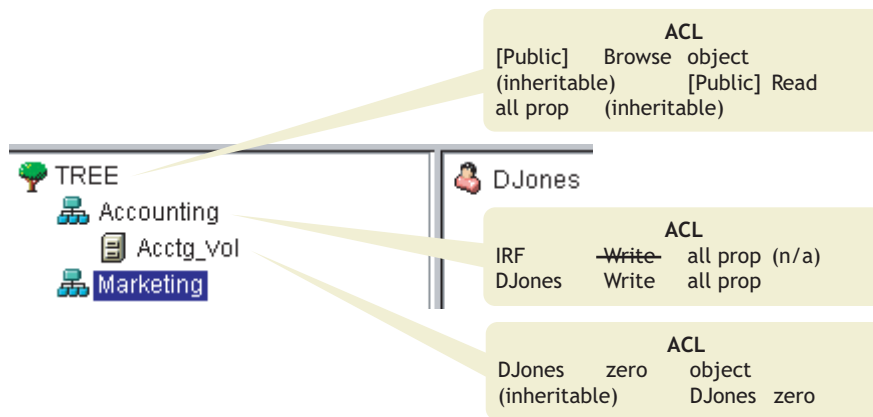 ACL
[Public] Browse object
(inheritable) [Public] Read
all prop (inheritable)
TREE
DJones
Accounting
Acctg_Vol
Marketing
ACL
IRF Write all prop (n/a)
DJones Write all prop
ACL
DJones zero object
(inheritable) DJones zero